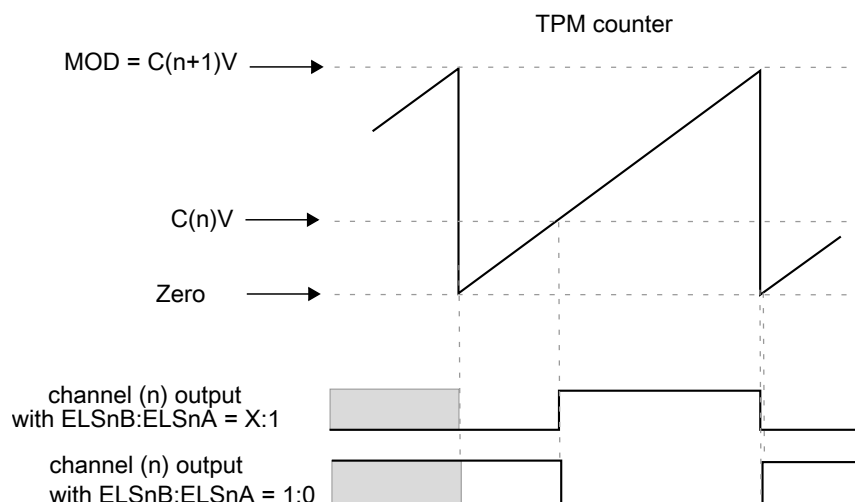 TPM counter
MOD = C(n+1)V
C(n)V
Zero
channel (n) output
with ELSnB:ELSnA = X:1
channel (n) output
with ELSnB:ELSnA = 1:0